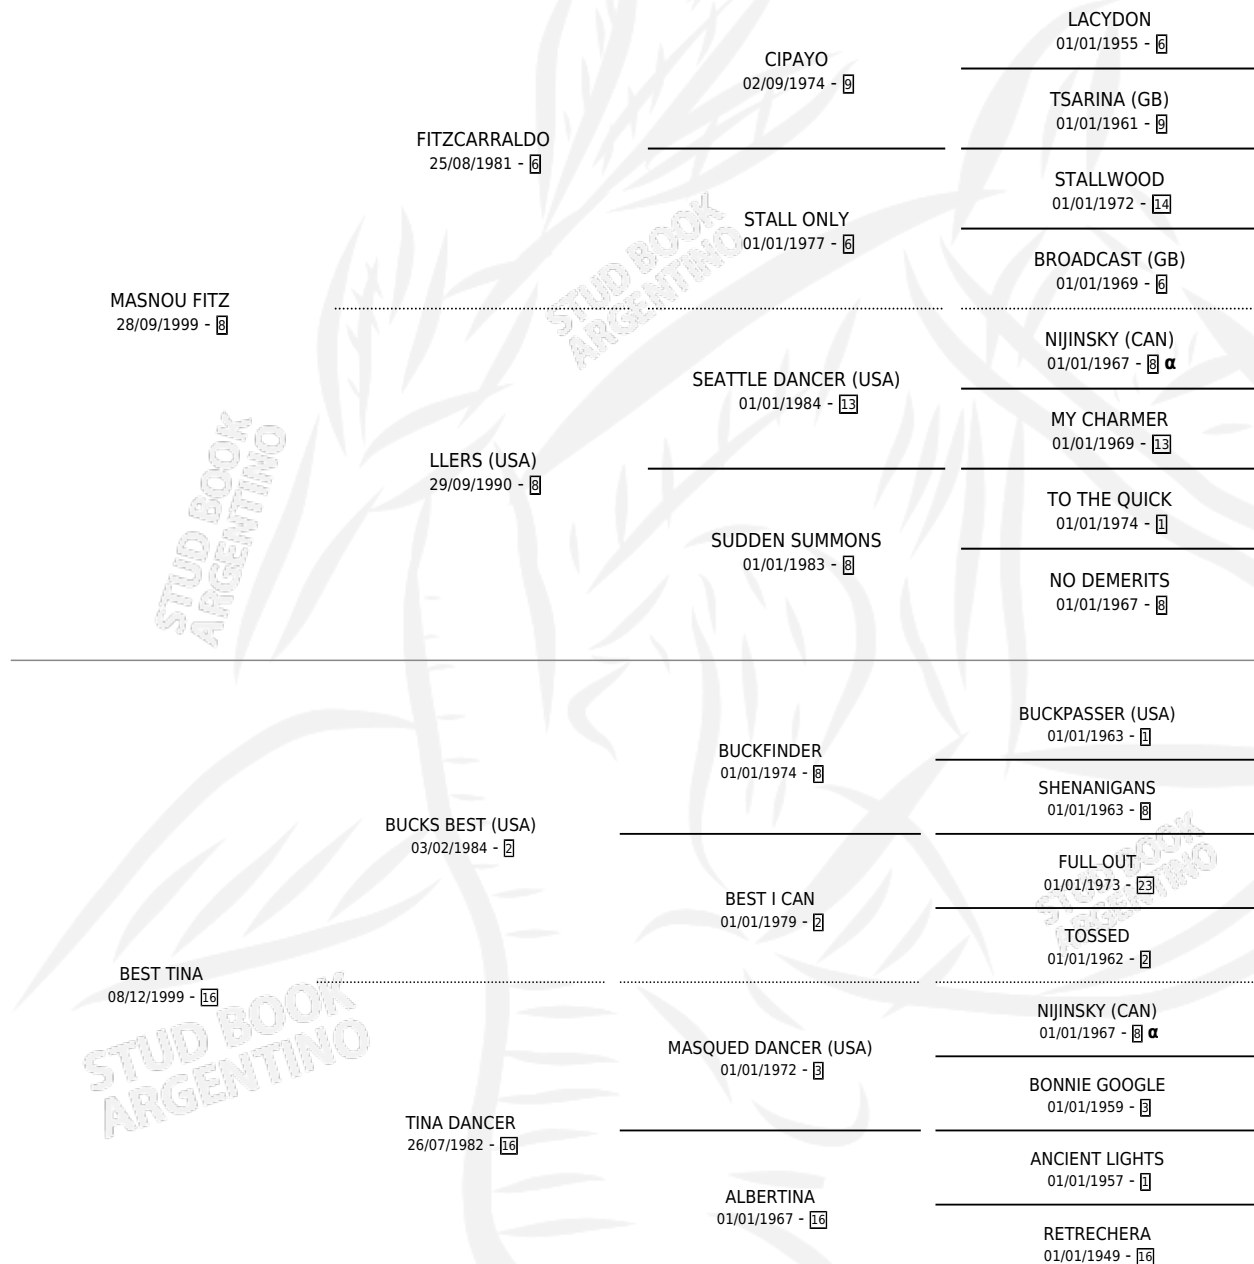 LACYDON
01/01/1955 - 6
CIPAYO
02/09/1974 - 9
TSARINA (GB)
01/01/1961 - 9
FITZCARRALDO
25/08/1981 - 6
STALLWOOD
01/01/1972 - 14
STALL ONLY
01/01/1977 - 6
BROADCAST (GB)
01/01/1969 - 6
MASNOU FITZ
28/09/1999 - 8
NIJINSKY (CAN)
01/01/1967 - 8 α
SEATTLE DANCER (USA)
01/01/1984 - 13
MY CHARMER
01/01/1969 - 13
LLERS (USA)
29/09/1990 - 8
TO THE QUICK
01/01/1974 - 1
SUDDEN SUMMONS
01/01/1983 - 8
NO DEMERITS
01/01/1967 - 8
BUCKPASSER (USA)
01/01/1963 - 1
BUCKFINDER
01/01/1974 - 8
SHENANIGANS
01/01/1963 - 8
BUCKS BEST (USA)
03/02/1984 - 2
FULL OUT
01/01/1973 - 23
BEST I CAN
01/01/1979 - 2
TOSSED
01/01/1962 - 2
BEST TINA
08/12/1999 - 16
NIJINSKY (CAN)
01/01/1967 - 8 α
MASQUED DANCER (USA)
01/01/1972 - 3
BONNIE GOOGLE
01/01/1959 - 3
TINA DANCER
26/07/1982 - 16
ANCIENT LIGHTS
01/01/1957 - 1
ALBERTINA
01/01/1967 - 16
RETRECHERA
01/01/1949 - 16
STUD BOOK
ARGENTINO
STUD BOOK
ARGENTINO
STUD BOOK
ARGENTINO
STUD BOOK
ARGENTINO